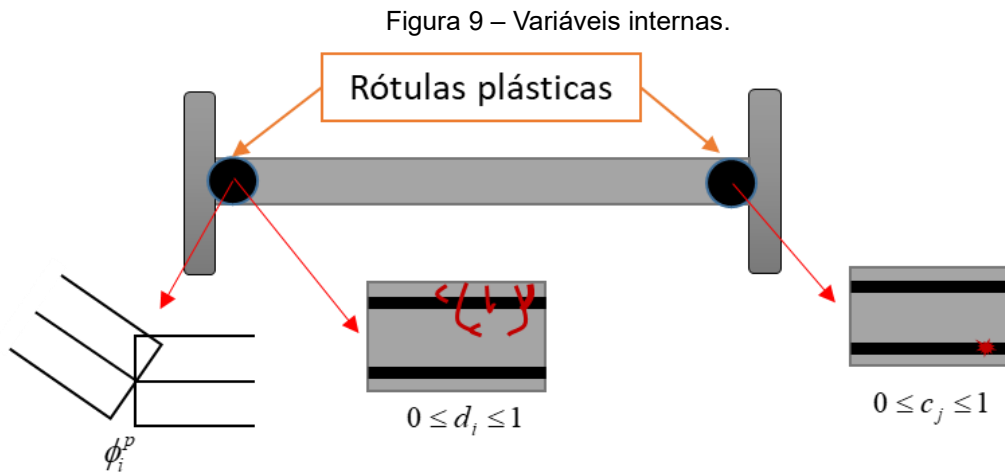 Figura 9 – Variáveis internas.
Rótulas plásticas
0 ≤ d_i ≤ 1
0 ≤ c_j ≤ 1
ϕ_i^p